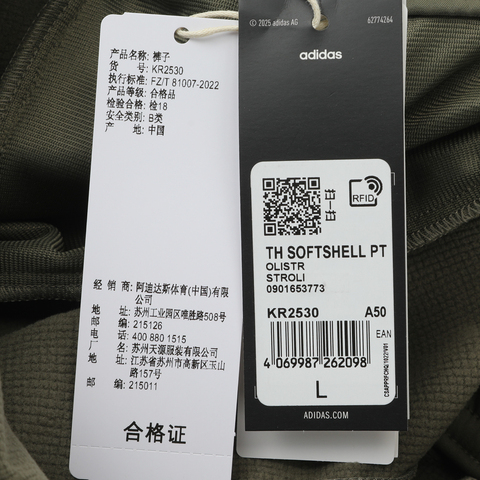 产品名称: 裤子
货 号: KR2530
执行标准: FZ/T 81007-2022
产品等级: 合格品
检验合格: 检18
安全类别: B类
产 地: 中国
经 销 商: 阿迪达斯体育(中国)有限
公司
地 址: 苏州工业园区唯胜路508号
邮 编: 215126
电 话: 400 880 1515
厂 名: 苏州天源服装有限公司
地 址: 江苏省苏州市高新区玉山
路157号
邮 编: 215011
合格证
© 2025 adidas AG
62774264
adidas
扫一扫
RFID
TH SOFTSHELL PT
OLISTR
STROLI
0901653773
KR2530 A50
EAN
4 069987 262098
L
ADIDAS.COM